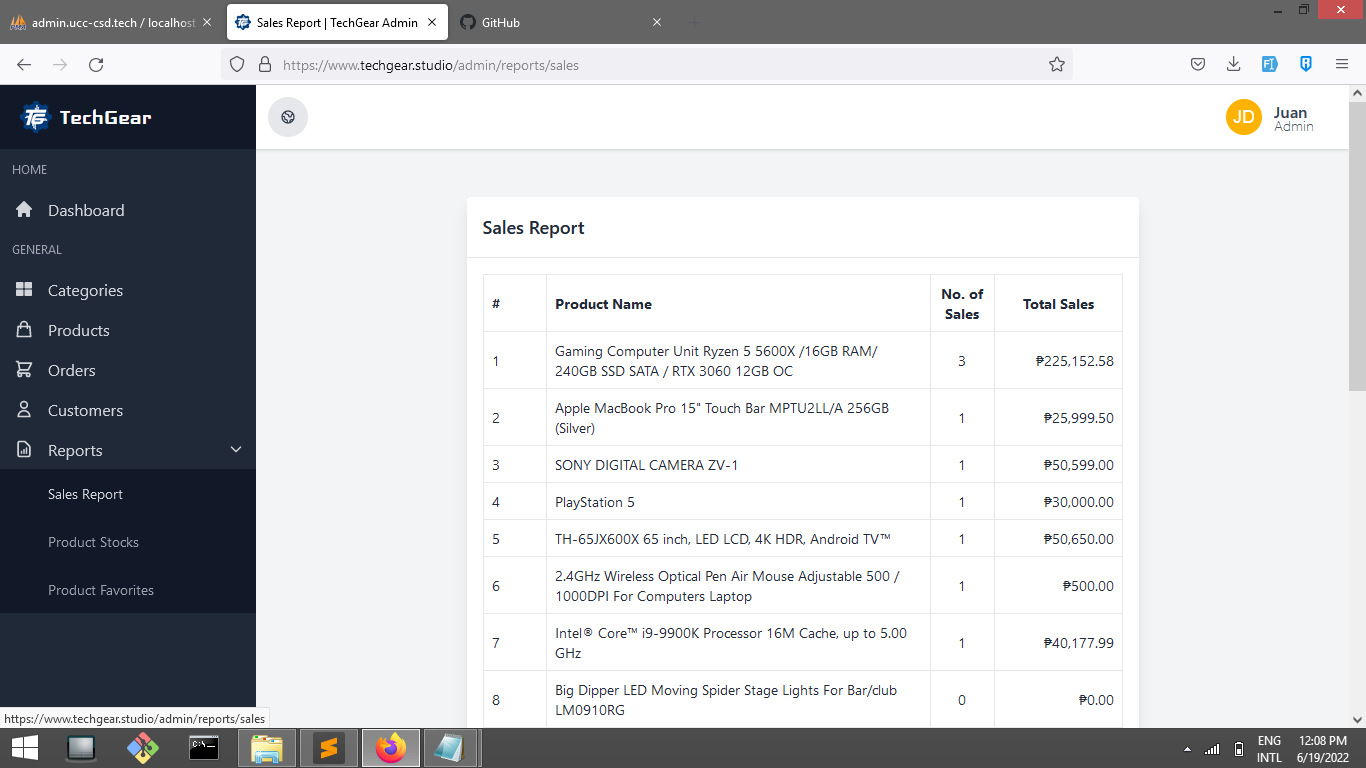 admin.ucc-csd.tech / localhost
Sales Report | TechGear Admin
GitHub
https://www.techgear.studio/admin/reports/sales
TechGear
JD
Juan
Admin
HOME
Dashboard
GENERAL
Categories
Products
Orders
Customers
Reports
Sales Report
Product Stocks
Product Favorites
Sales Report
# Product Name No. of Sales Total Sales
1 Gaming Computer Unit Ryzen 5 5600X /16GB RAM/ 3 ₱225,152.58
240GB SSD SATA / RTX 3060 12GB OC
2 Apple MacBook Pro 15" Touch Bar MPTU2LL/A 256GB 1 ₱25,999.50
(Silver)
3 SONY DIGITAL CAMERA ZV-1 1 ₱50,599.00
4 PlayStation 5 1 ₱30,000.00
5 TH-65JX600X 65 inch, LED LCD, 4K HDR, Android TV™ 1 ₱50,650.00
6 2.4GHz Wireless Optical Pen Air Mouse Adjustable 500 / 1 ₱500.00
1000DPI For Computers Laptop
7 Intel® Core™ i9-9900K Processor 16M Cache, up to 5.00 1 ₱40,177.99
GHz
8 Big Dipper LED Moving Spider Stage Lights For Bar/club 0 ₱0.00
LM0910RG
https://www.techgear.studio/admin/reports/sales
ENG
INTL
12:08 PM
6/19/2022